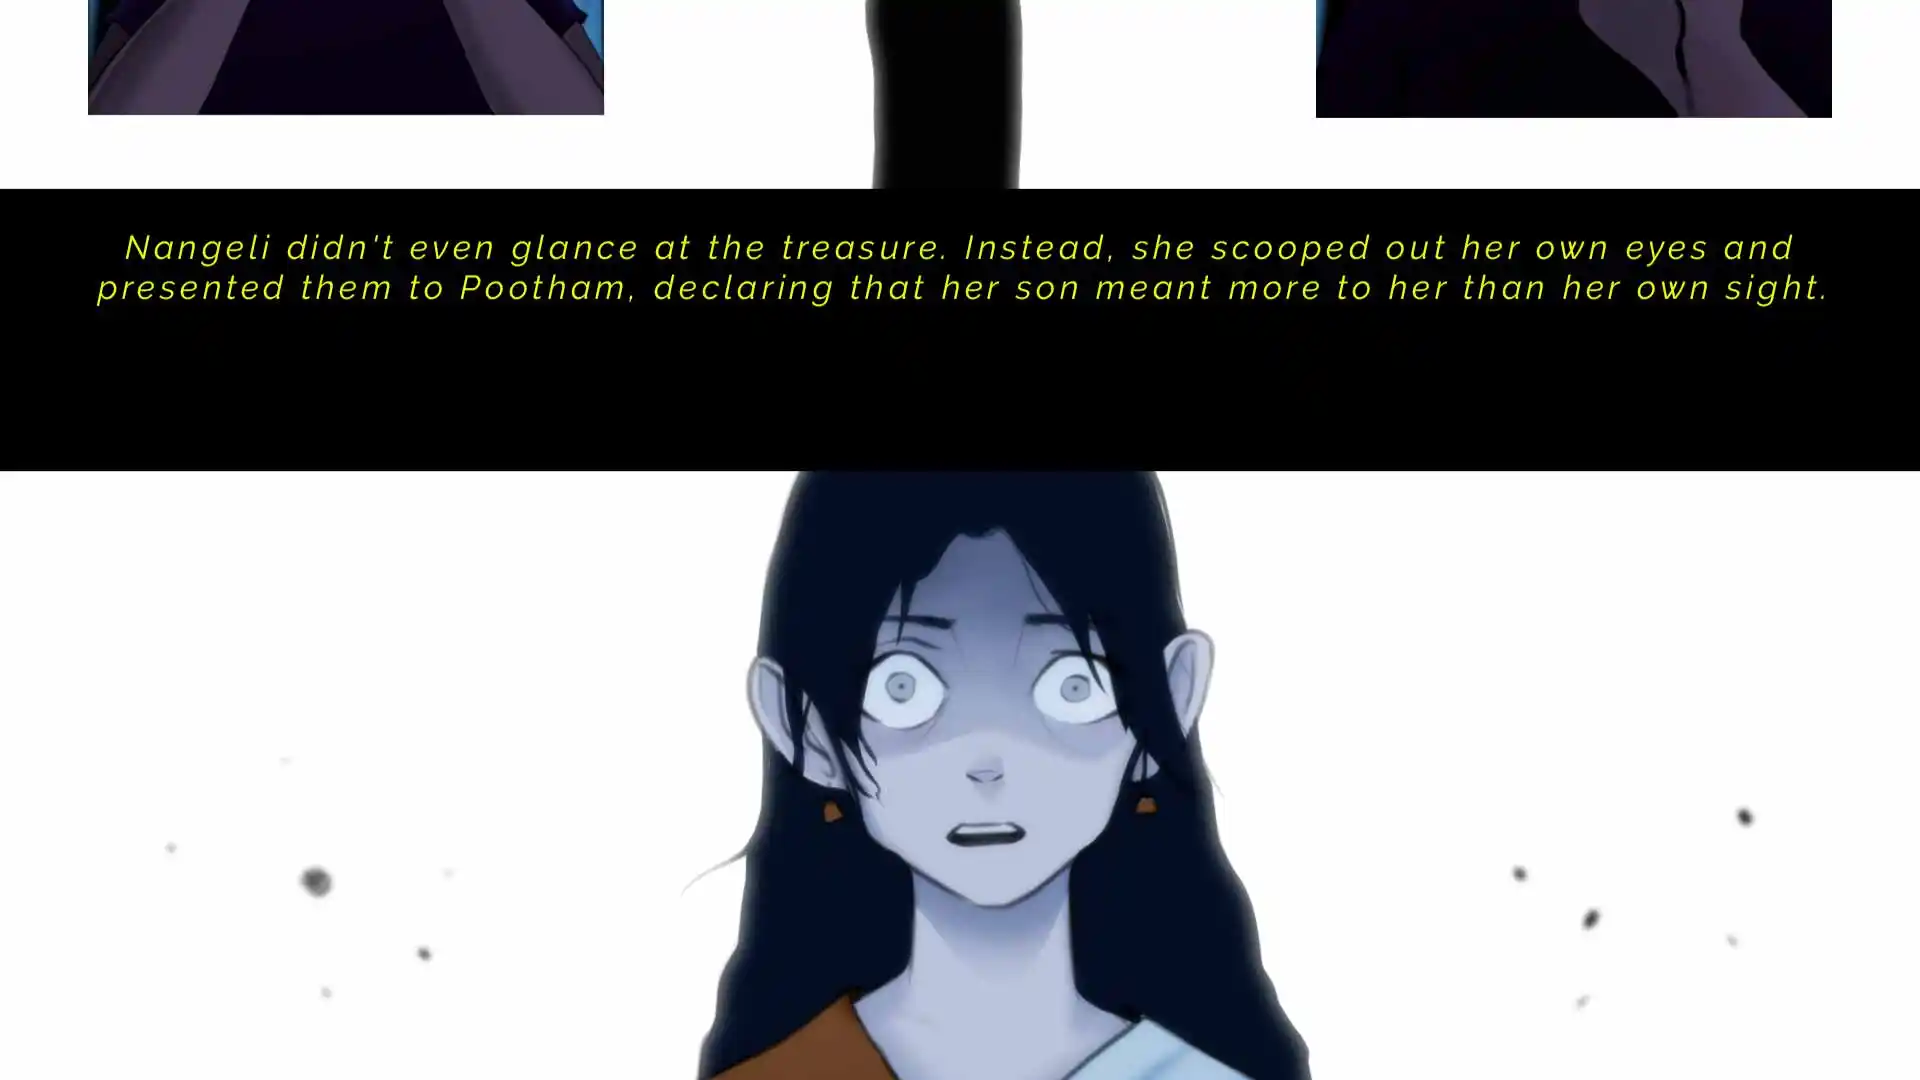 Nangeli didn't even glance at the treasure. Instead, she scooped out her own eyes and
presented them to Pootham, declaring that her son meant more to her than her own sight.